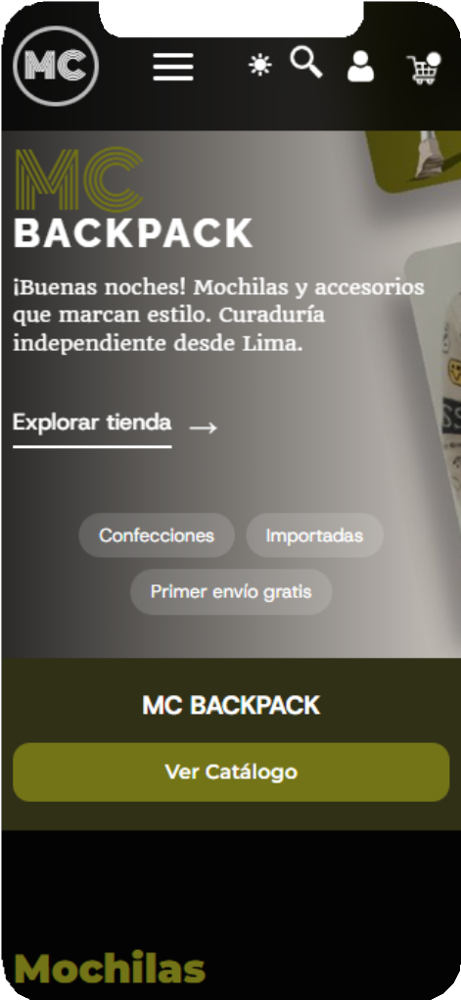 MC
MC
BACKPACK
¡Buenas noches! Mochilas y accesorios
que marcan estilo. Curaduría
independiente desde Lima.
Explorar tienda →
Confecciones
Importadas
Primer envío gratis
MC BACKPACK
Ver Catálogo
Mochilas